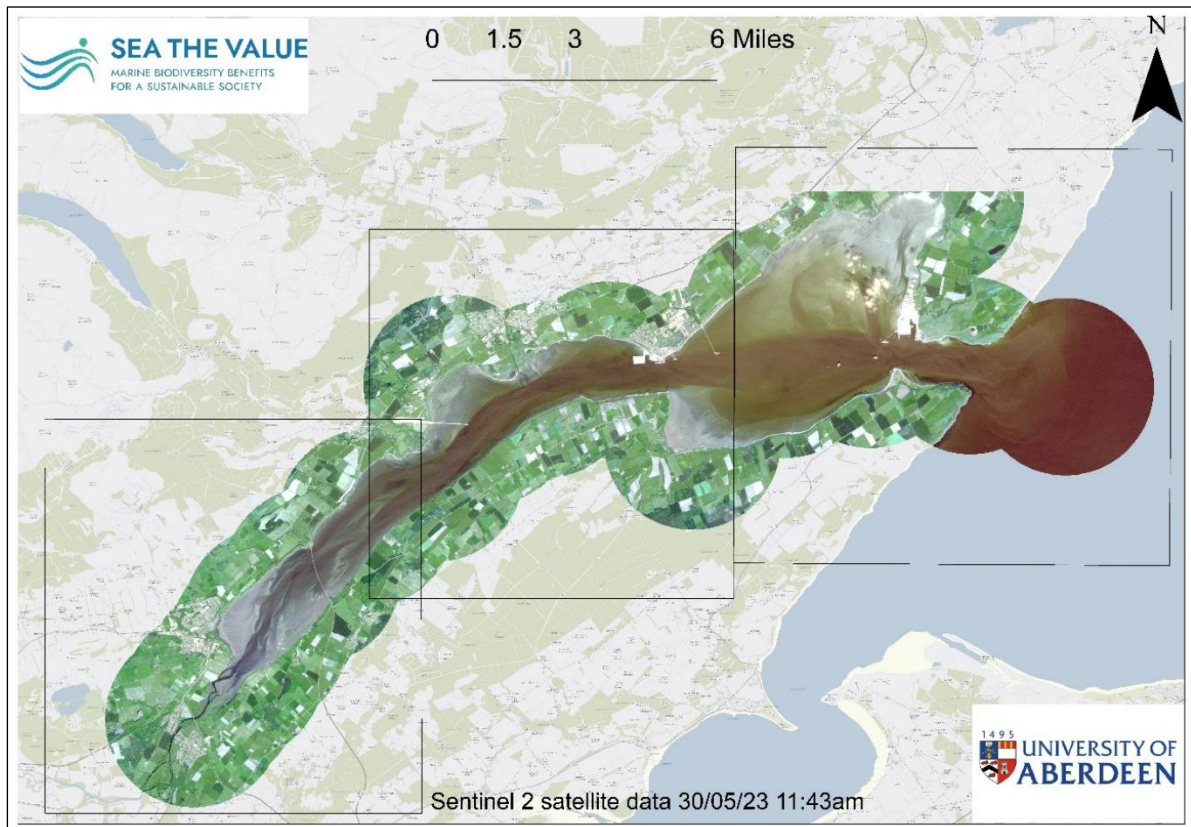 SEA THE VALUE
MARINE BIODIVERSITY BENEFITS
FOR A SUSTAINABLE SOCIETY
0 1.5 3 6 Miles
N
1495
UNIVERSITY OF
ABERDEEN
Sentinel 2 satellite data 30/05/23 11:43am